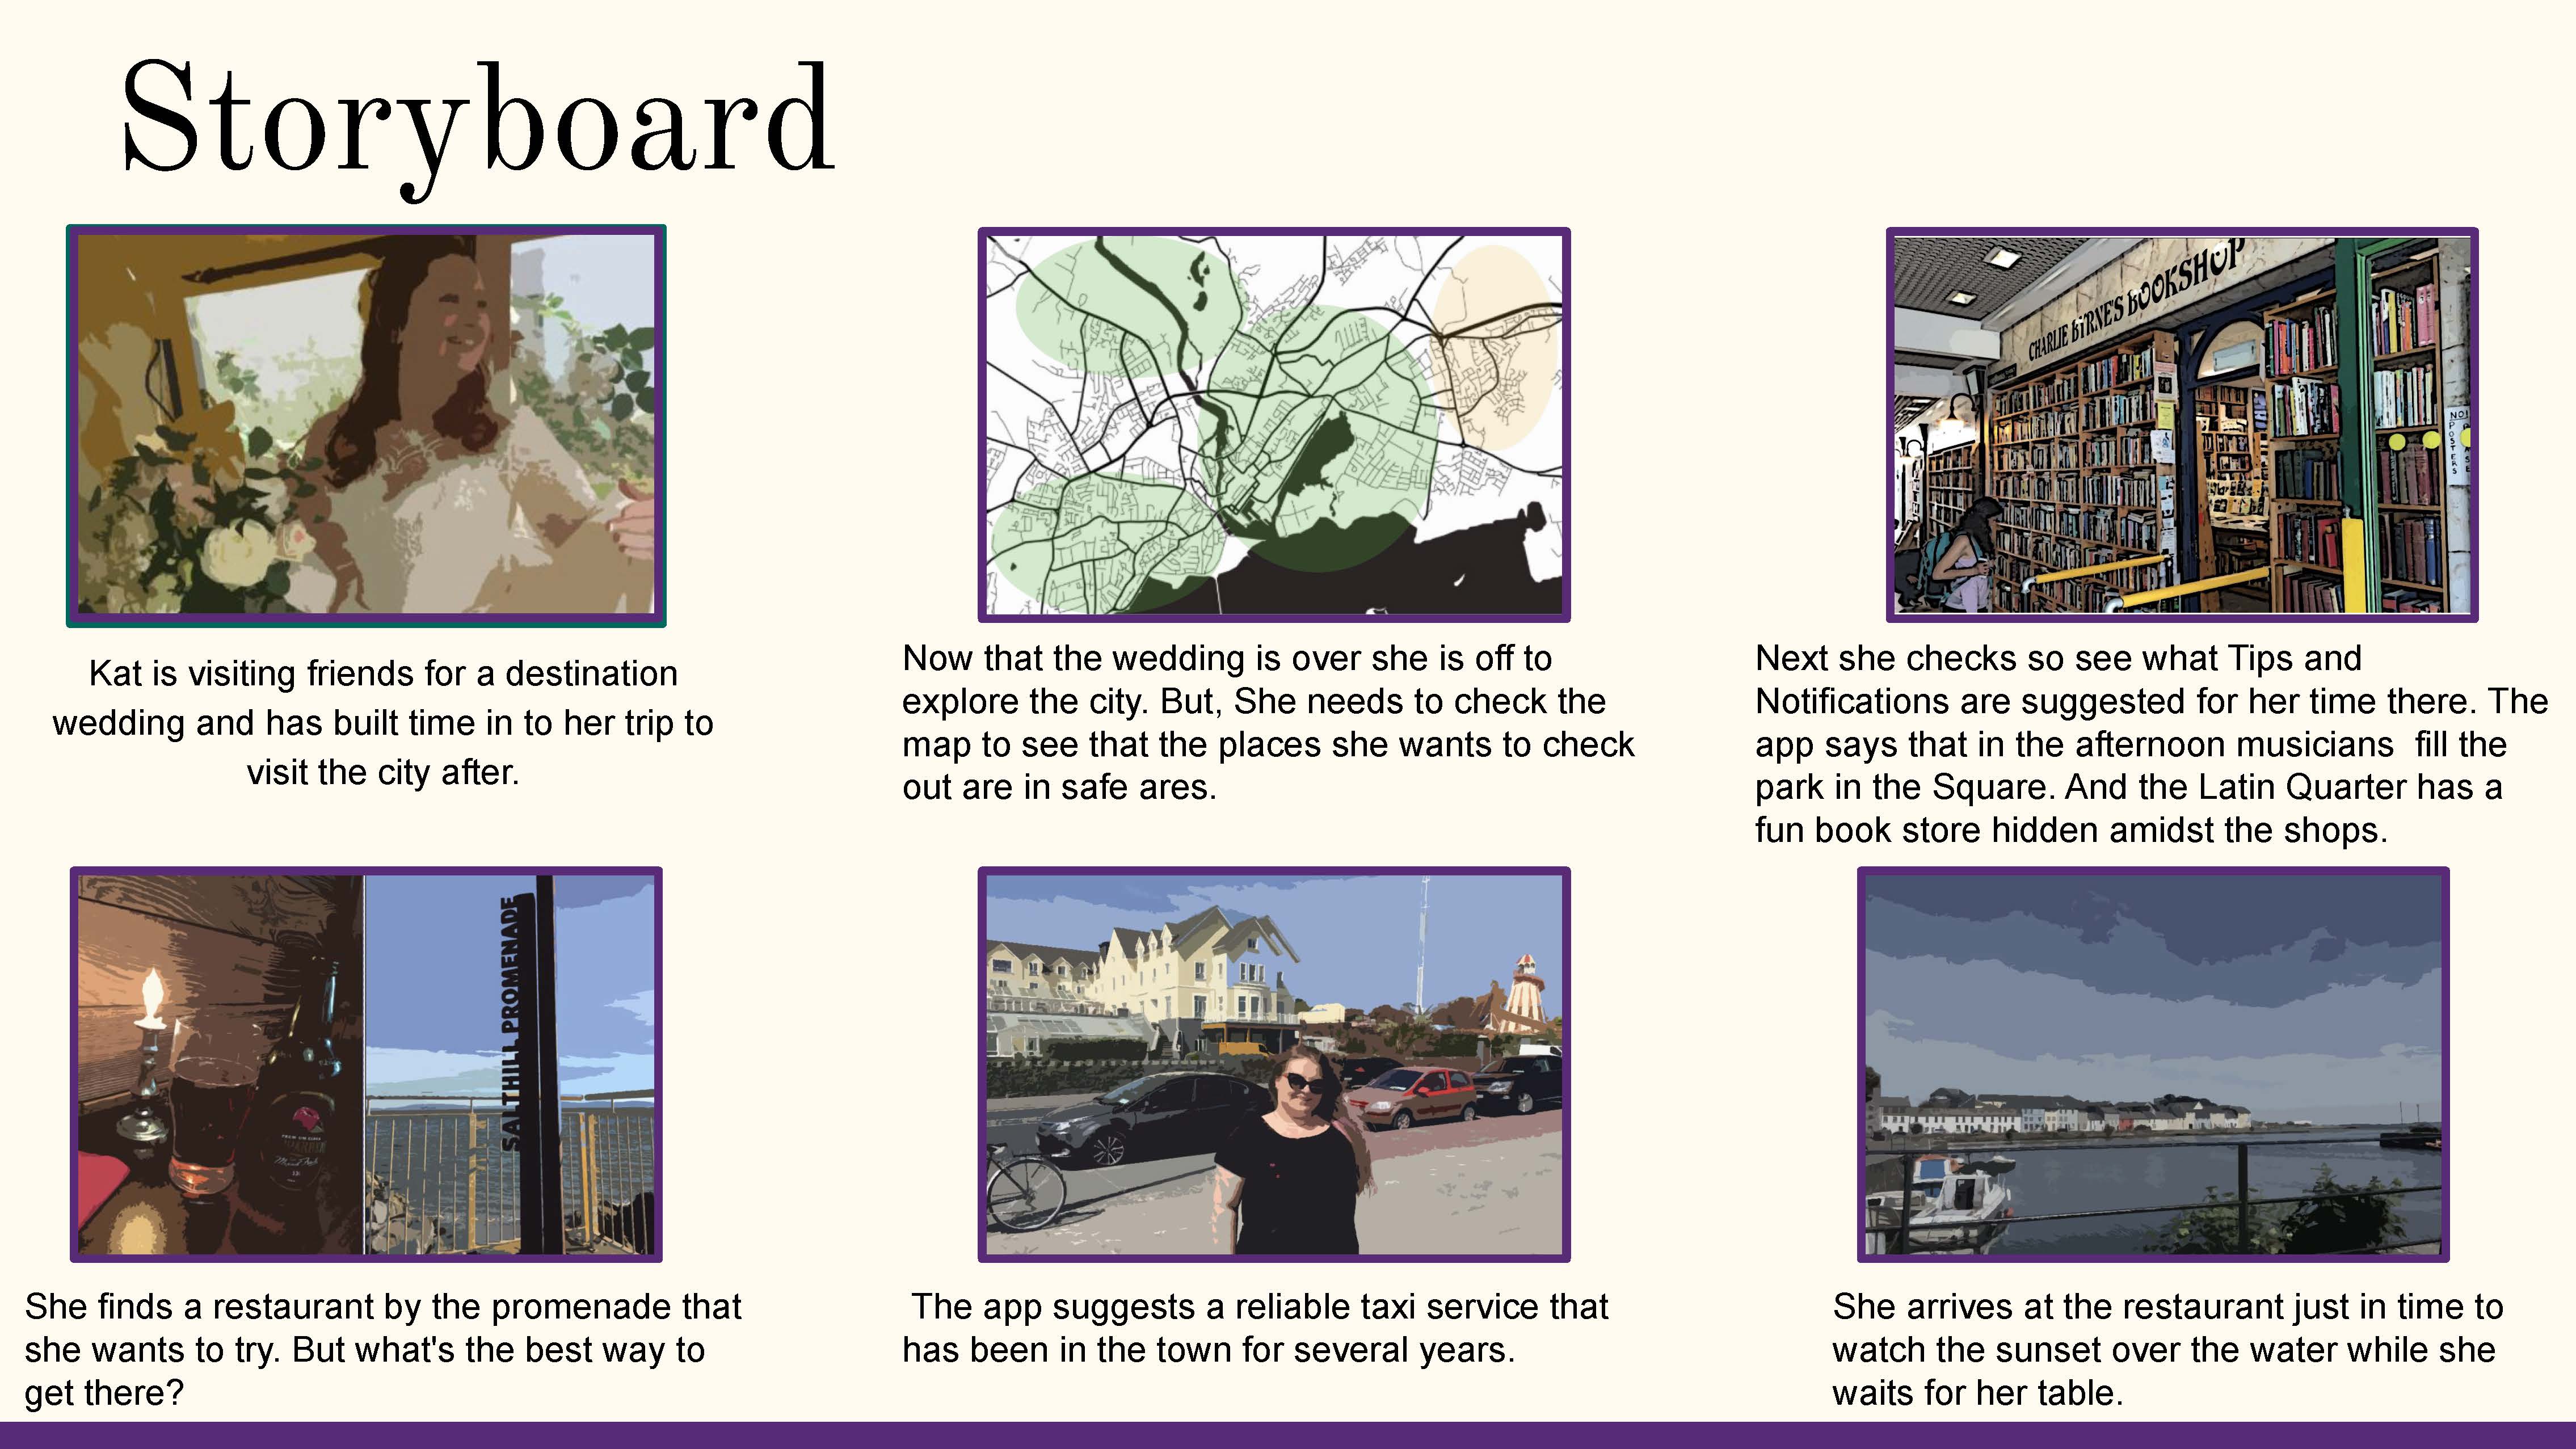 Storyboard
CHARLIE BYRNE'S BOOKSHOP
NO
POSTERS
Kat is visiting friends for a destination
wedding and has built time in to her trip to
visit the city after.
Now that the wedding is over she is off to
explore the city. But, She needs to check the
map to see that the places she wants to check
out are in safe ares.
Next she checks so see what Tips and
Notifications are suggested for her time there. The
app says that in the afternoon musicians  fill the
park in the Square. And the Latin Quarter has a
fun book store hidden amidst the shops.
SALTHILL PROMENADE
She finds a restaurant by the promenade that
she wants to try. But what's the best way to
get there?
The app suggests a reliable taxi service that
has been in the town for several years.
She arrives at the restaurant just in time to
watch the sunset over the water while she
waits for her table.